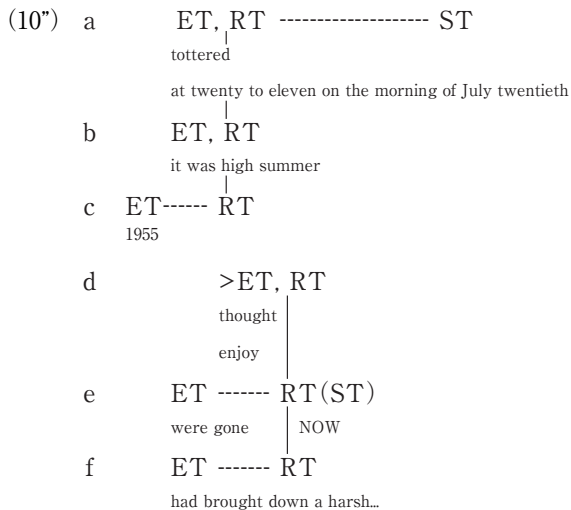 (10”) a ET, RT -------------------- ST
tottered
at twenty to eleven on the morning of July twentieth
b ET, RT
it was high summer
c ET------ RT
1955
d >ET, RT
thought
enjoy
e ET ------- RT(ST)
were gone NOW
f ET ------- RT
had brought down a harsh...